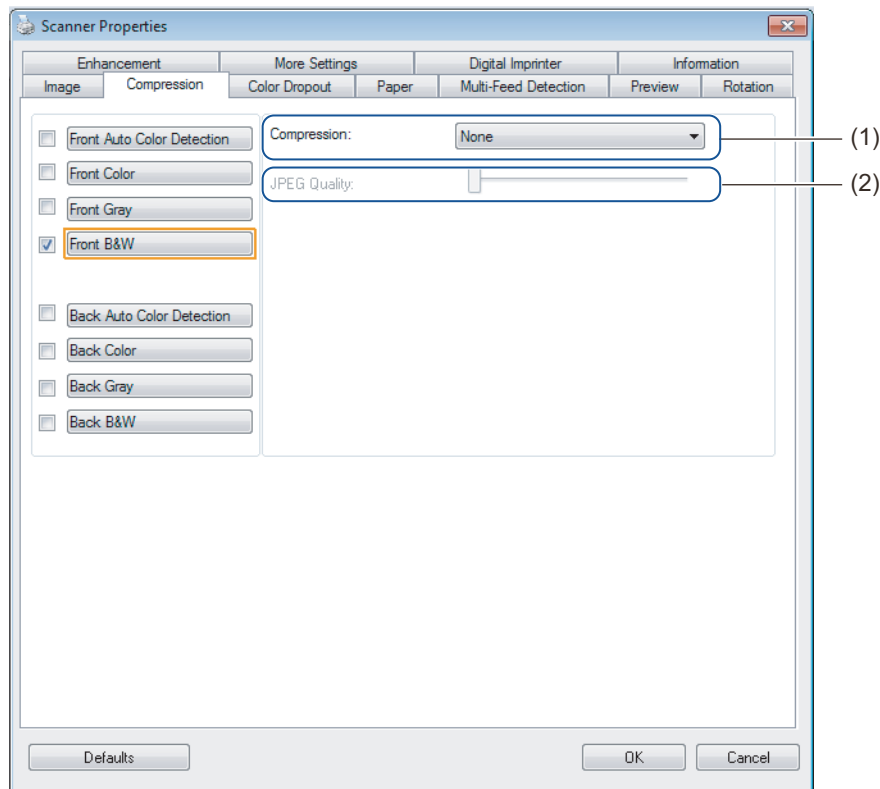 Scanner Properties
Enhancement
More Settings
Digital Imprinter
Information
Image
Compression
Color Dropout
Paper
Multi-Feed Detection
Preview
Rotation
Front Auto Color Detection
Compression:
None
(1)
Front Color
JPEG Quality:
(2)
Front Gray
Front B&W
Back Auto Color Detection
Back Color
Back Gray
Back B&W
Defaults
OK
Cancel